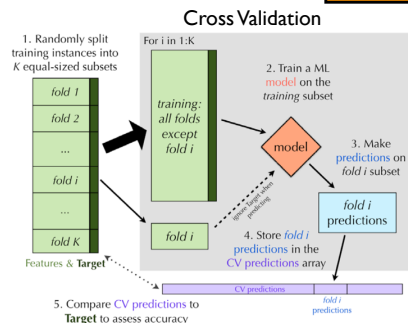 Cross Validation
1. Randomly split
training instances into
K equal-sized subsets
For i in 1:K
fold 1
fold 2
...
fold i
...
fold K
Features & Target
training:
all folds
except
fold i
fold i
2. Train a ML
model on the
training subset
model
ignore Target when
predicting
3. Make
predictions on
fold i subset
fold i
predictions
4. Store fold i
predictions in the
CV predictions array
CV predictions
fold i
predictions
5. Compare CV predictions to
Target to assess accuracy